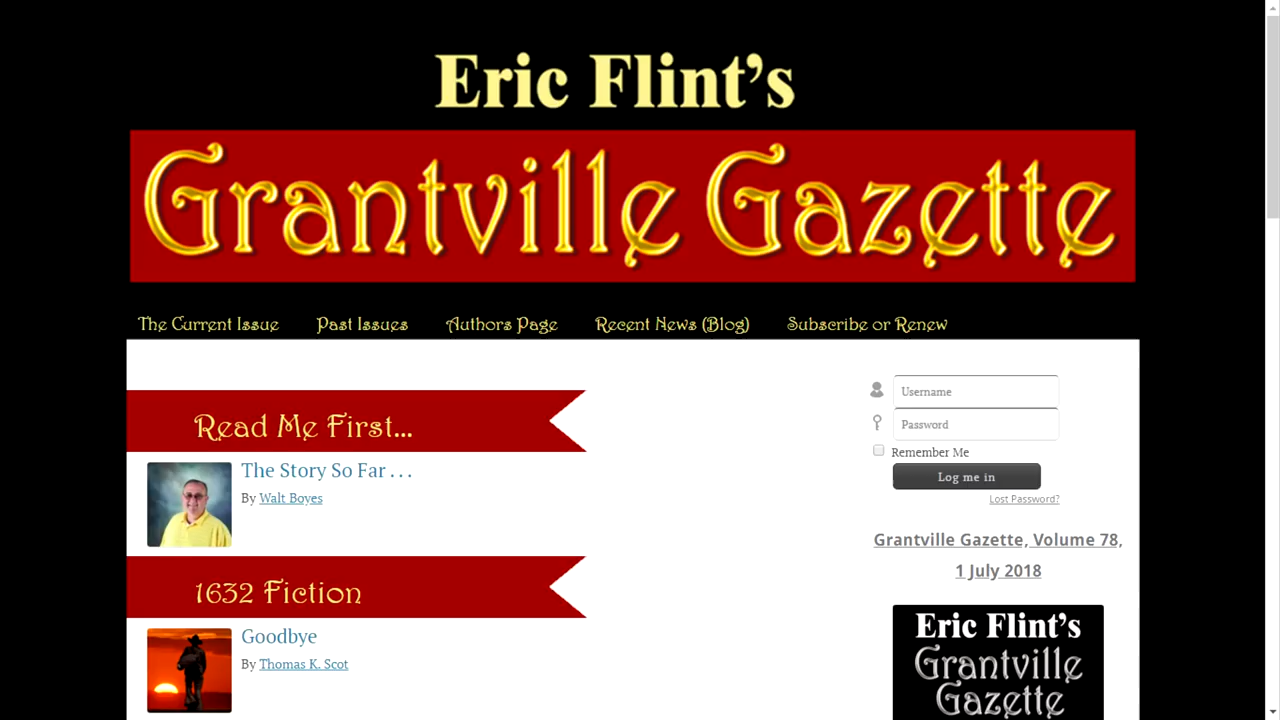 Eric Flint's
Grantville Gazette
The Current Issue
Past Issues
Authors Page
Recent News (Blog)
Subscribe or Renew
Read Me First...
The Story So Far . . .
By Walt Boyes
1632 Fiction
Goodbye
By Thomas K. Scot
Username
Password
Remember Me
Log me in
Lost Password?
Grantville Gazette, Volume 78,
1 July 2018
Eric Flint's
Grantville
Gazette